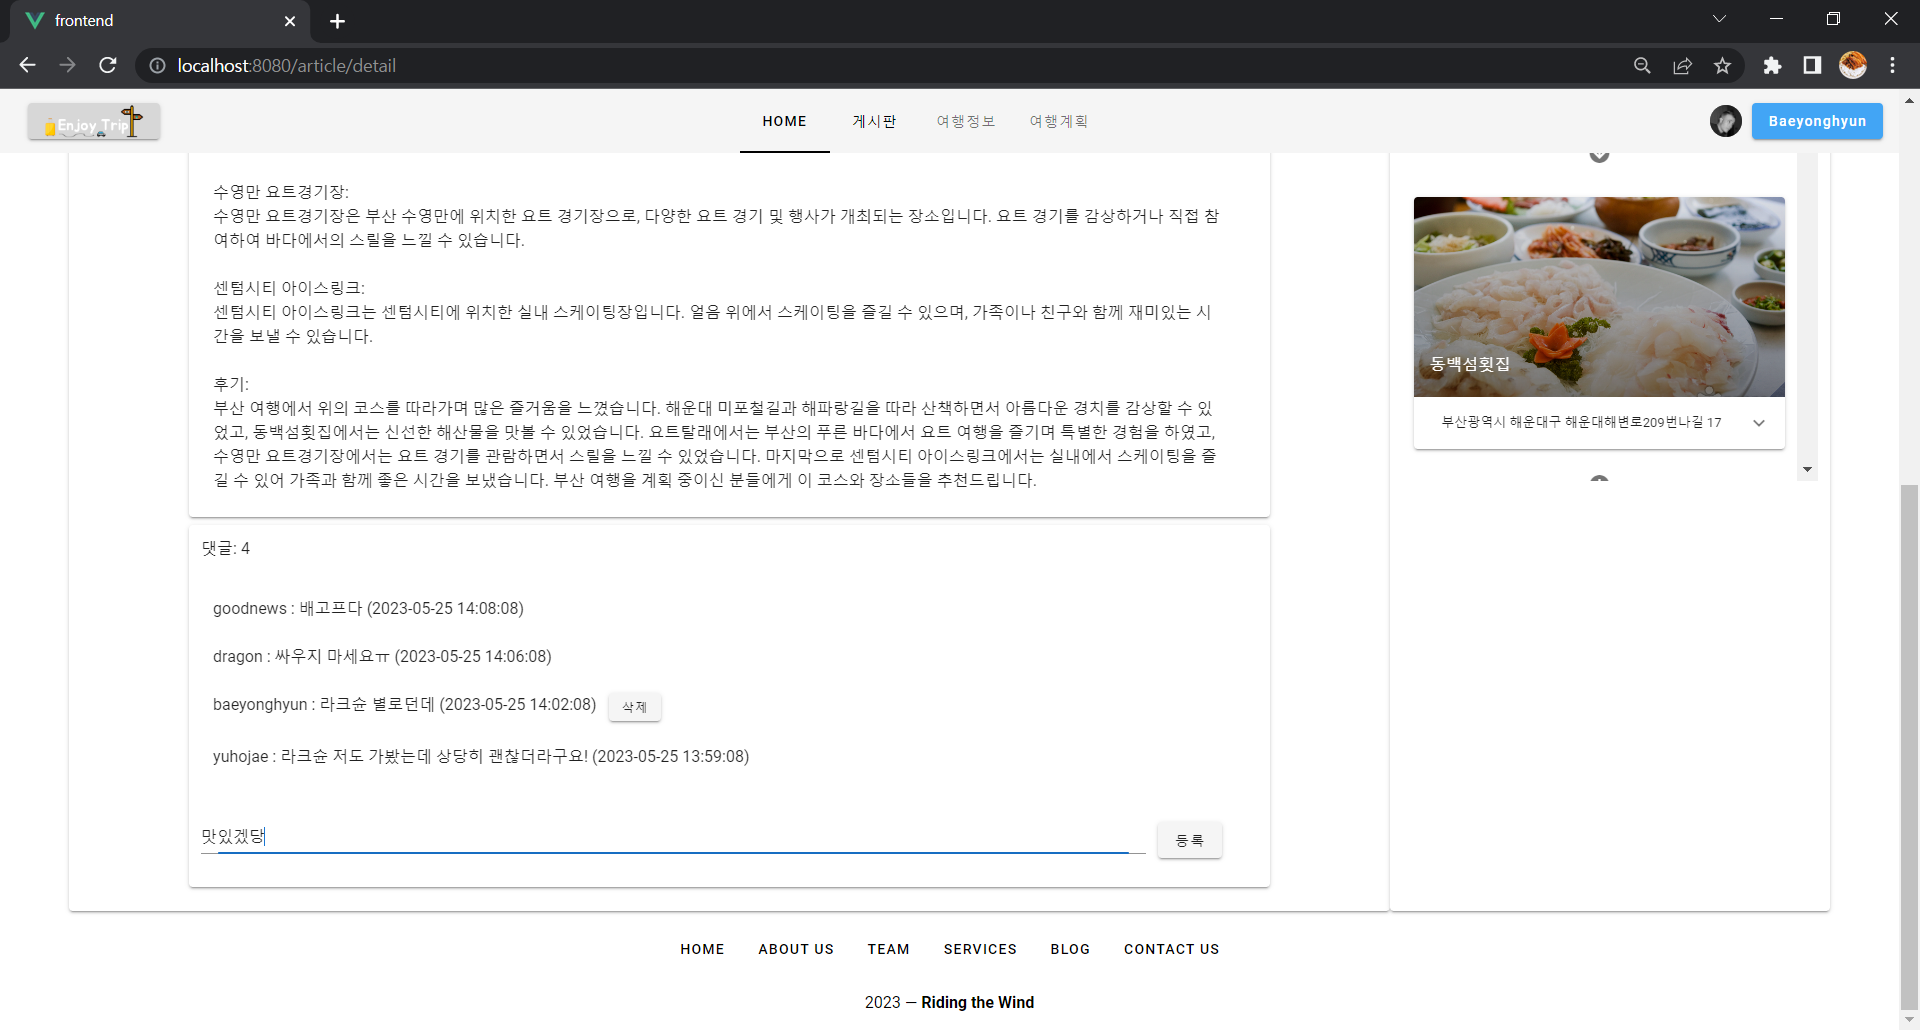 frontend
localhost:8080/article/detail
Enjoy Trip
HOME
게시판
여행정보
여행계획
Baeyonghyun
수영만 요트경기장:
수영만 요트경기장은 부산 수영만에 위치한 요트 경기장으로, 다양한 요트 경기 및 행사가 개최되는 장소입니다. 요트 경기를 감상하거나 직접 참
여하여 바다에서의 스릴을 느낄 수 있습니다.
센텀시티 아이스링크:
센텀시티 아이스링크는 센텀시티에 위치한 실내 스케이팅장입니다. 얼음 위에서 스케이팅을 즐길 수 있으며, 가족이나 친구와 함께 재미있는 시
간을 보낼 수 있습니다.
후기:
부산 여행에서 위의 코스를 따라가며 많은 즐거움을 느꼈습니다. 해운대 미포철길과 해파랑길을 따라 산책하면서 아름다운 경치를 감상할 수 있
었고, 동백섬횟집에서는 신선한 해산물을 맛볼 수 있었습니다. 요트탈래에서는 부산의 푸른 바다에서 요트 여행을 즐기며 특별한 경험을 하였고,
수영만 요트경기장에서는 요트 경기를 관람하면서 스릴을 느낄 수 있었습니다. 마지막으로 센텀시티 아이스링크에서는 실내에서 스케이팅을 즐
길 수 있어 가족과 함께 좋은 시간을 보냈습니다. 부산 여행을 계획 중이신 분들에게 이 코스와 장소들을 추천드립니다.
동백섬횟집
부산광역시 해운대구 해운대해변로209번나길 17
댓글: 4
goodnews : 배고프다 (2023-05-25 14:08:08)
dragon : 싸우지 마세요ㅠ (2023-05-25 14:06:08)
baeyonghyun : 라크슌 별로던데 (2023-05-25 14:02:08) 삭제
yuhojae : 라크슌 저도 가봤는데 상당히 괜찮더라구요! (2023-05-25 13:59:08)
맛있겠당
등록
HOME ABOUT US TEAM SERVICES BLOG CONTACT US
2023 — Riding the Wind